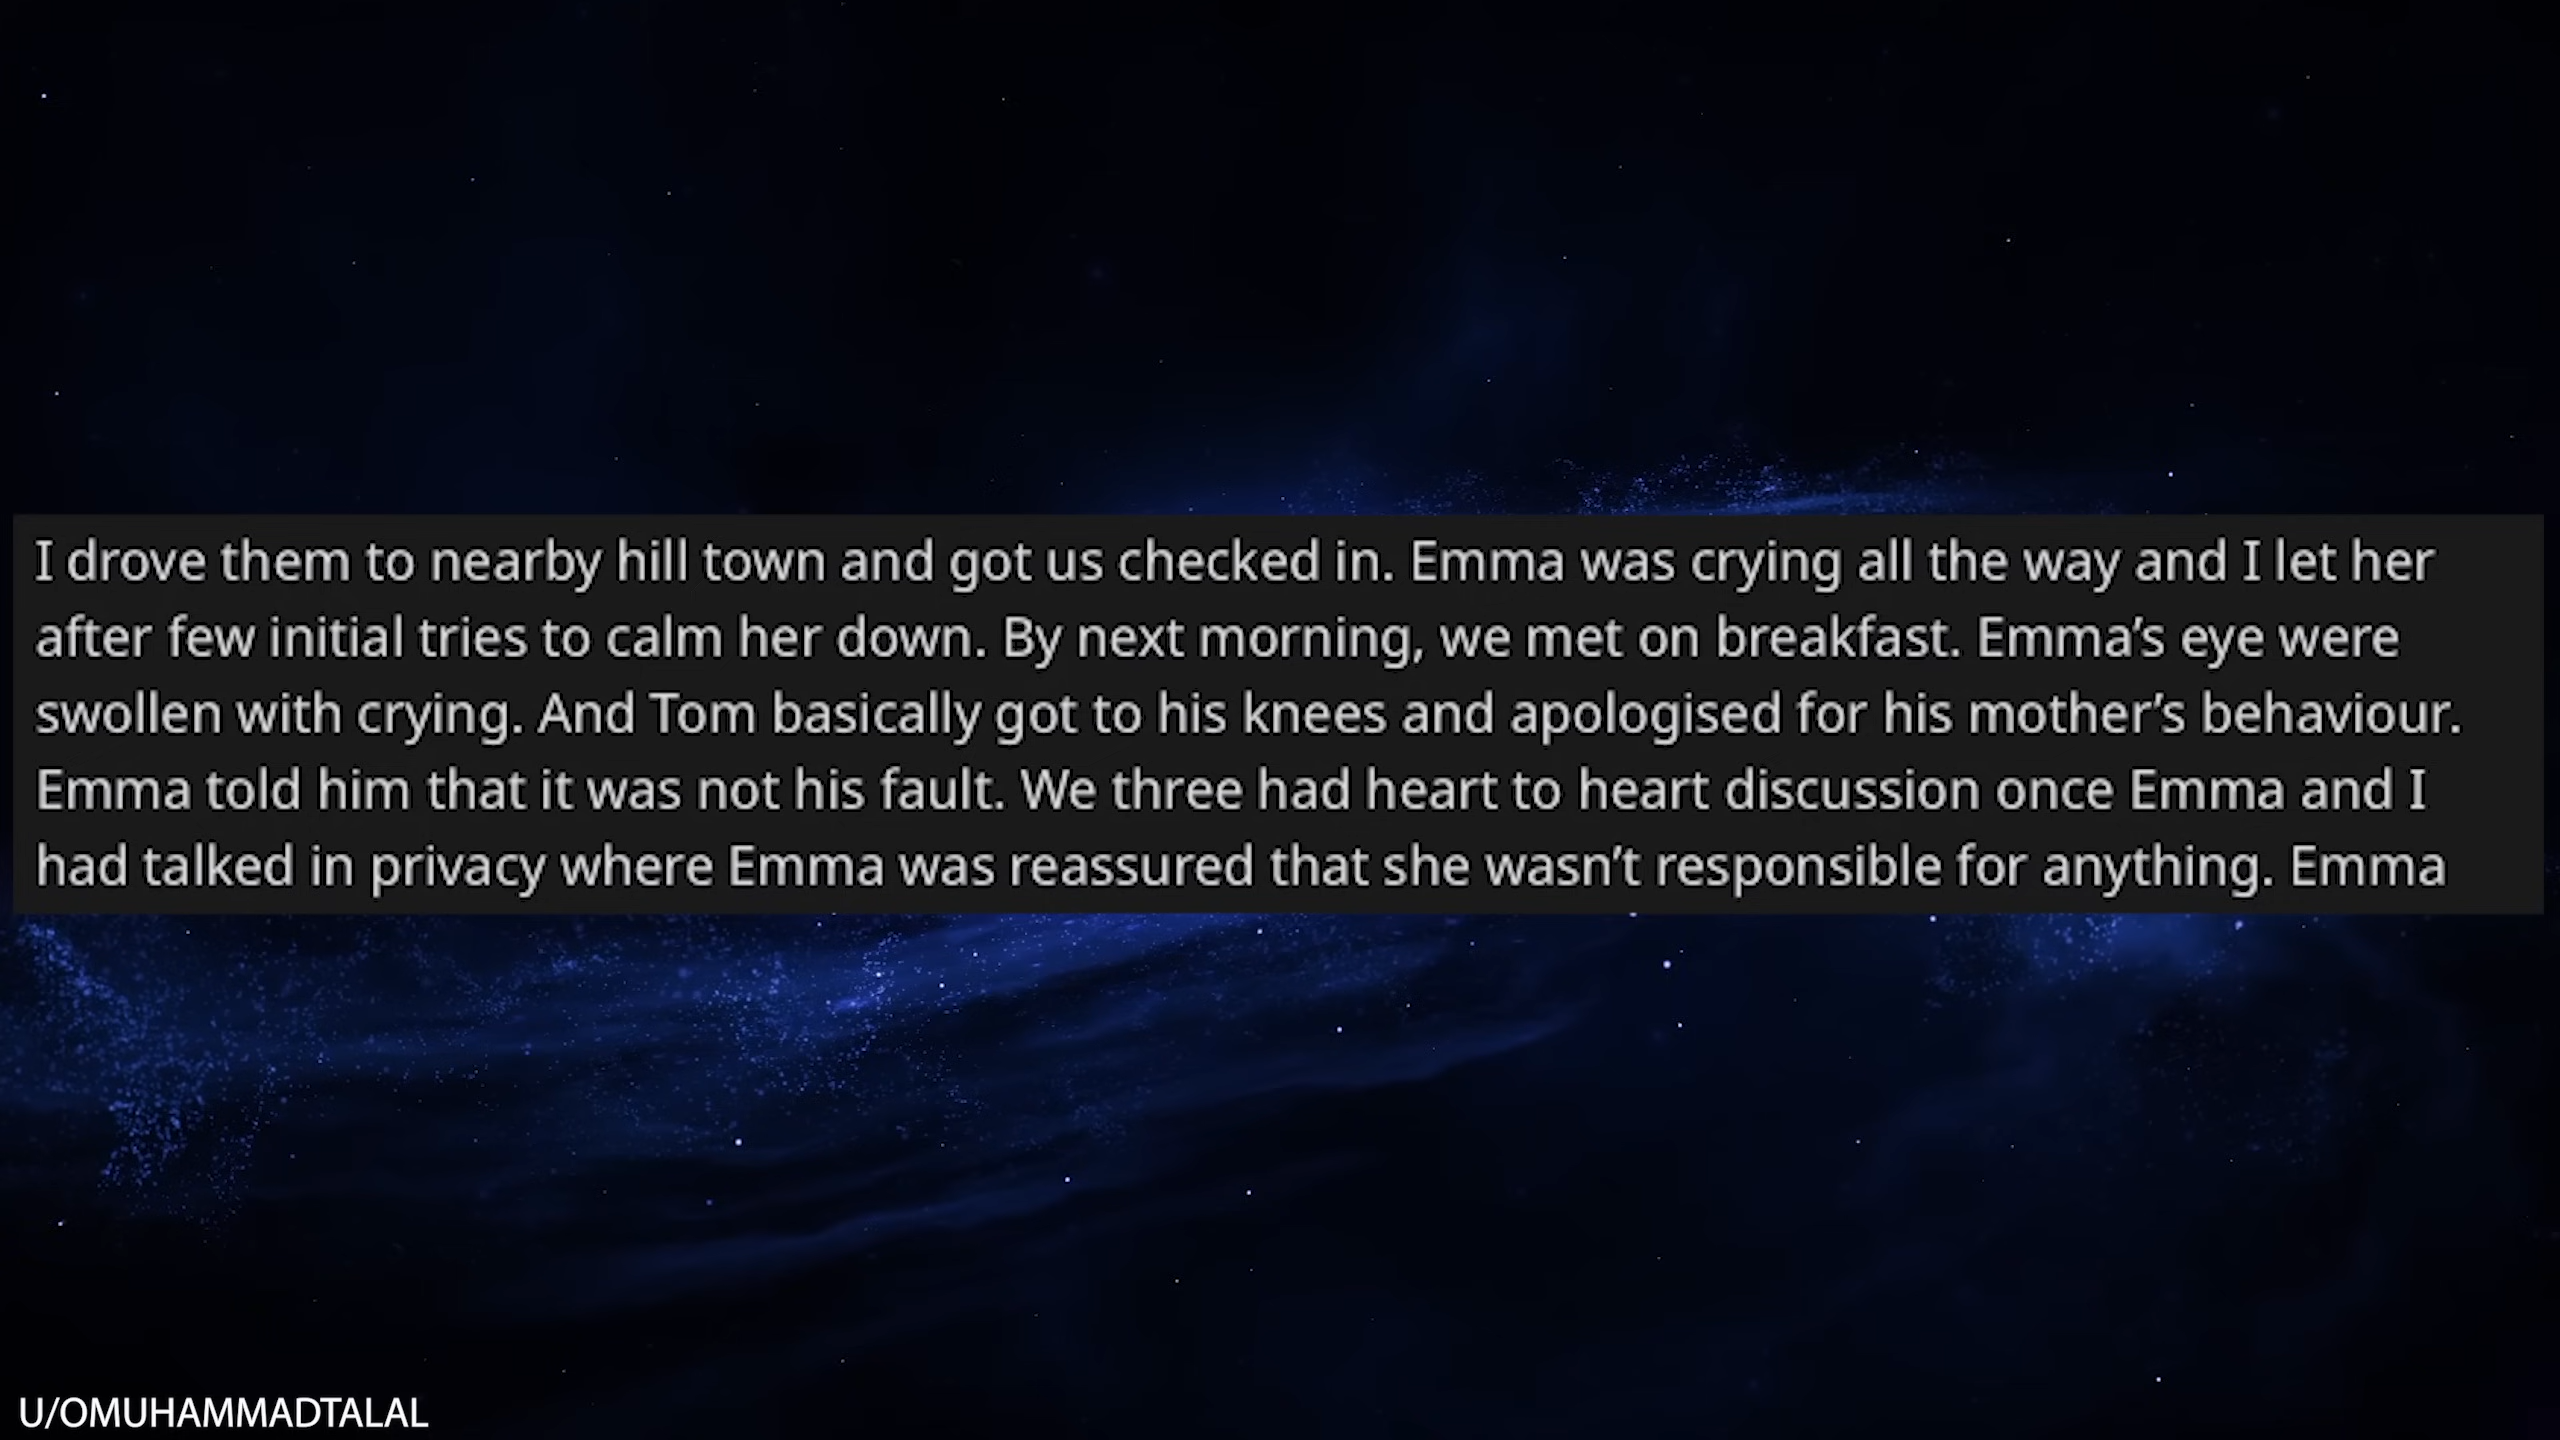 I drove them to nearby hill town and got us checked in. Emma was crying all the way and I let her
after few initial tries to calm her down. By next morning, we met on breakfast. Emma’s eye were
swollen with crying. And Tom basically got to his knees and apologised for his mother’s behaviour.
Emma told him that it was not his fault. We three had heart to heart discussion once Emma and I
had talked in privacy where Emma was reassured that she wasn’t responsible for anything. Emma
U/OMUHAMMADTALAL